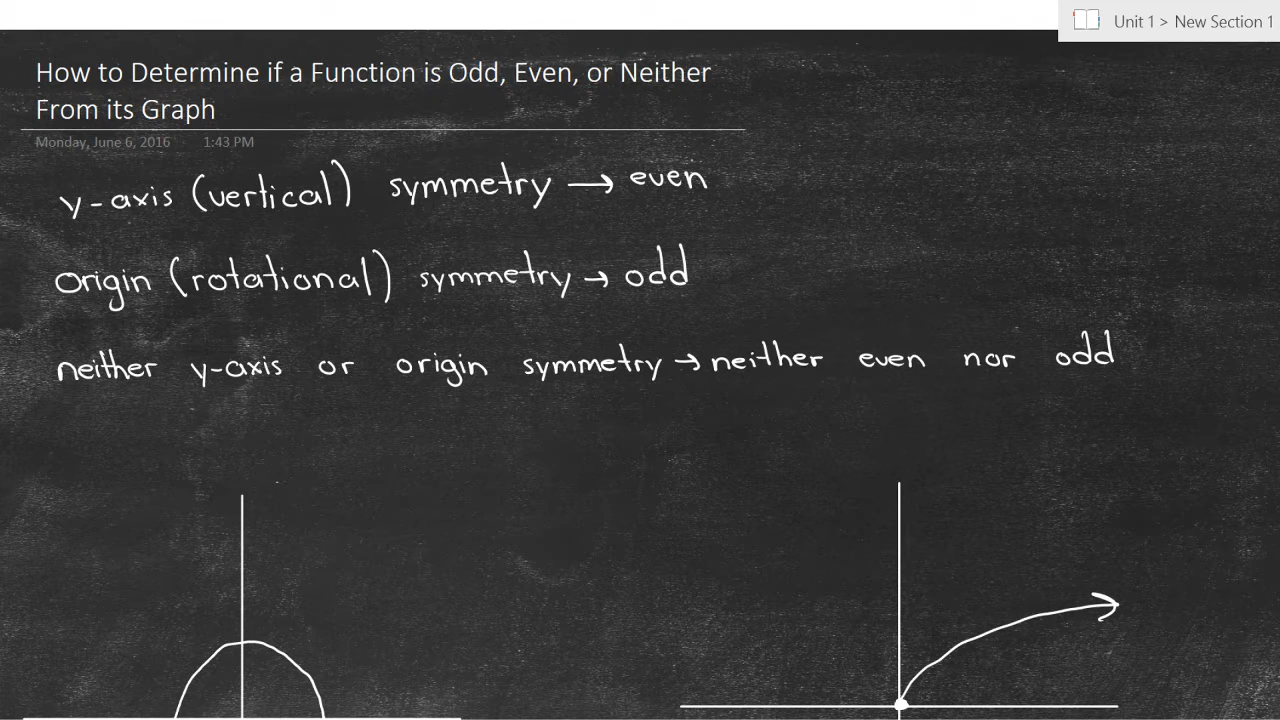 Unit 1 > New Section 1
How to Determine if a Function is Odd, Even, or Neither
From its Graph
Monday, June 6, 2016 1:43 PM
y-axis (vertical) symmetry → even
origin (rotational) symmetry → odd
neither y-axis or origin symmetry → neither even nor odd